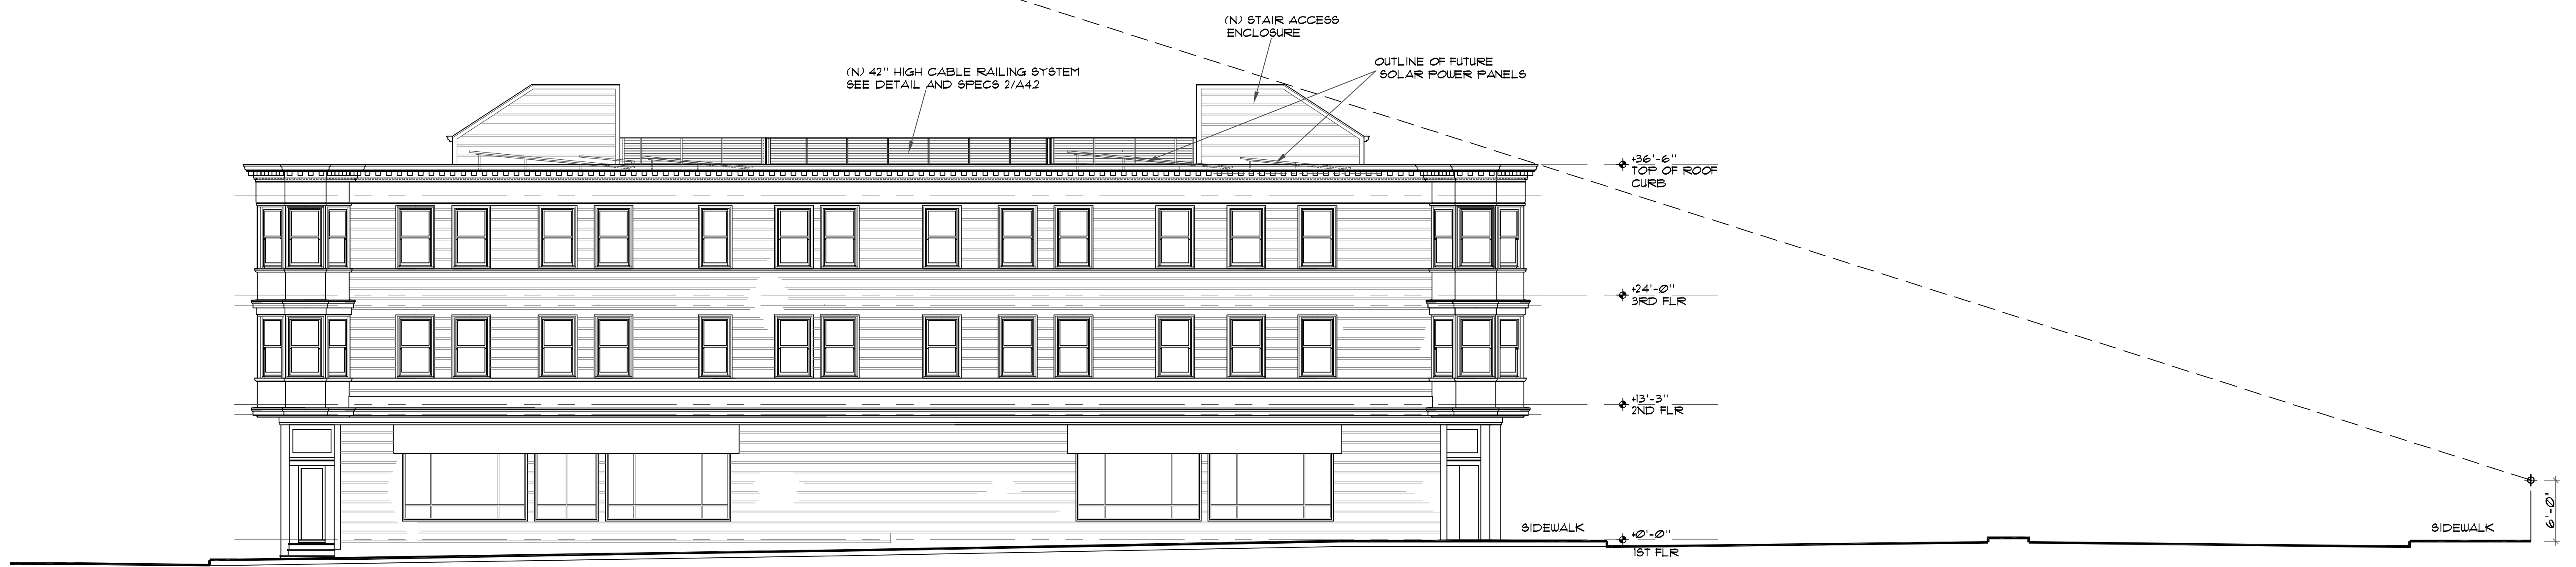 (N) STAIR ACCESS
ENCLOSURE
OUTLINE OF FUTURE
SOLAR POWER PANELS
(N) 42" HIGH CABLE RAILING SYSTEM
SEE DETAIL AND SPECS 2/A4.2
+36'-6"
TOP OF ROOF
CURB
+24'-0"
3RD FLR
+13'-3"
2ND FLR
SIDEWALK
+0'-0"
1ST FLR
SIDEWALK
6'-0"